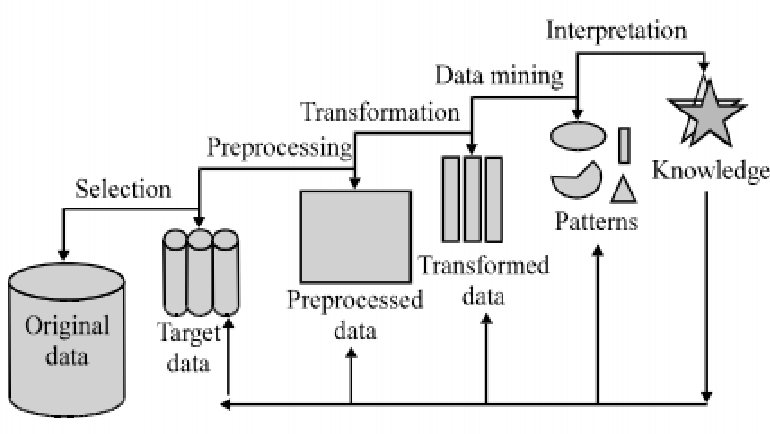 Interpretation
Data mining
Transformation
Preprocessing
Selection
Knowledge
Patterns
Transformed
data
Preprocessed
data
Target
data
Original
data